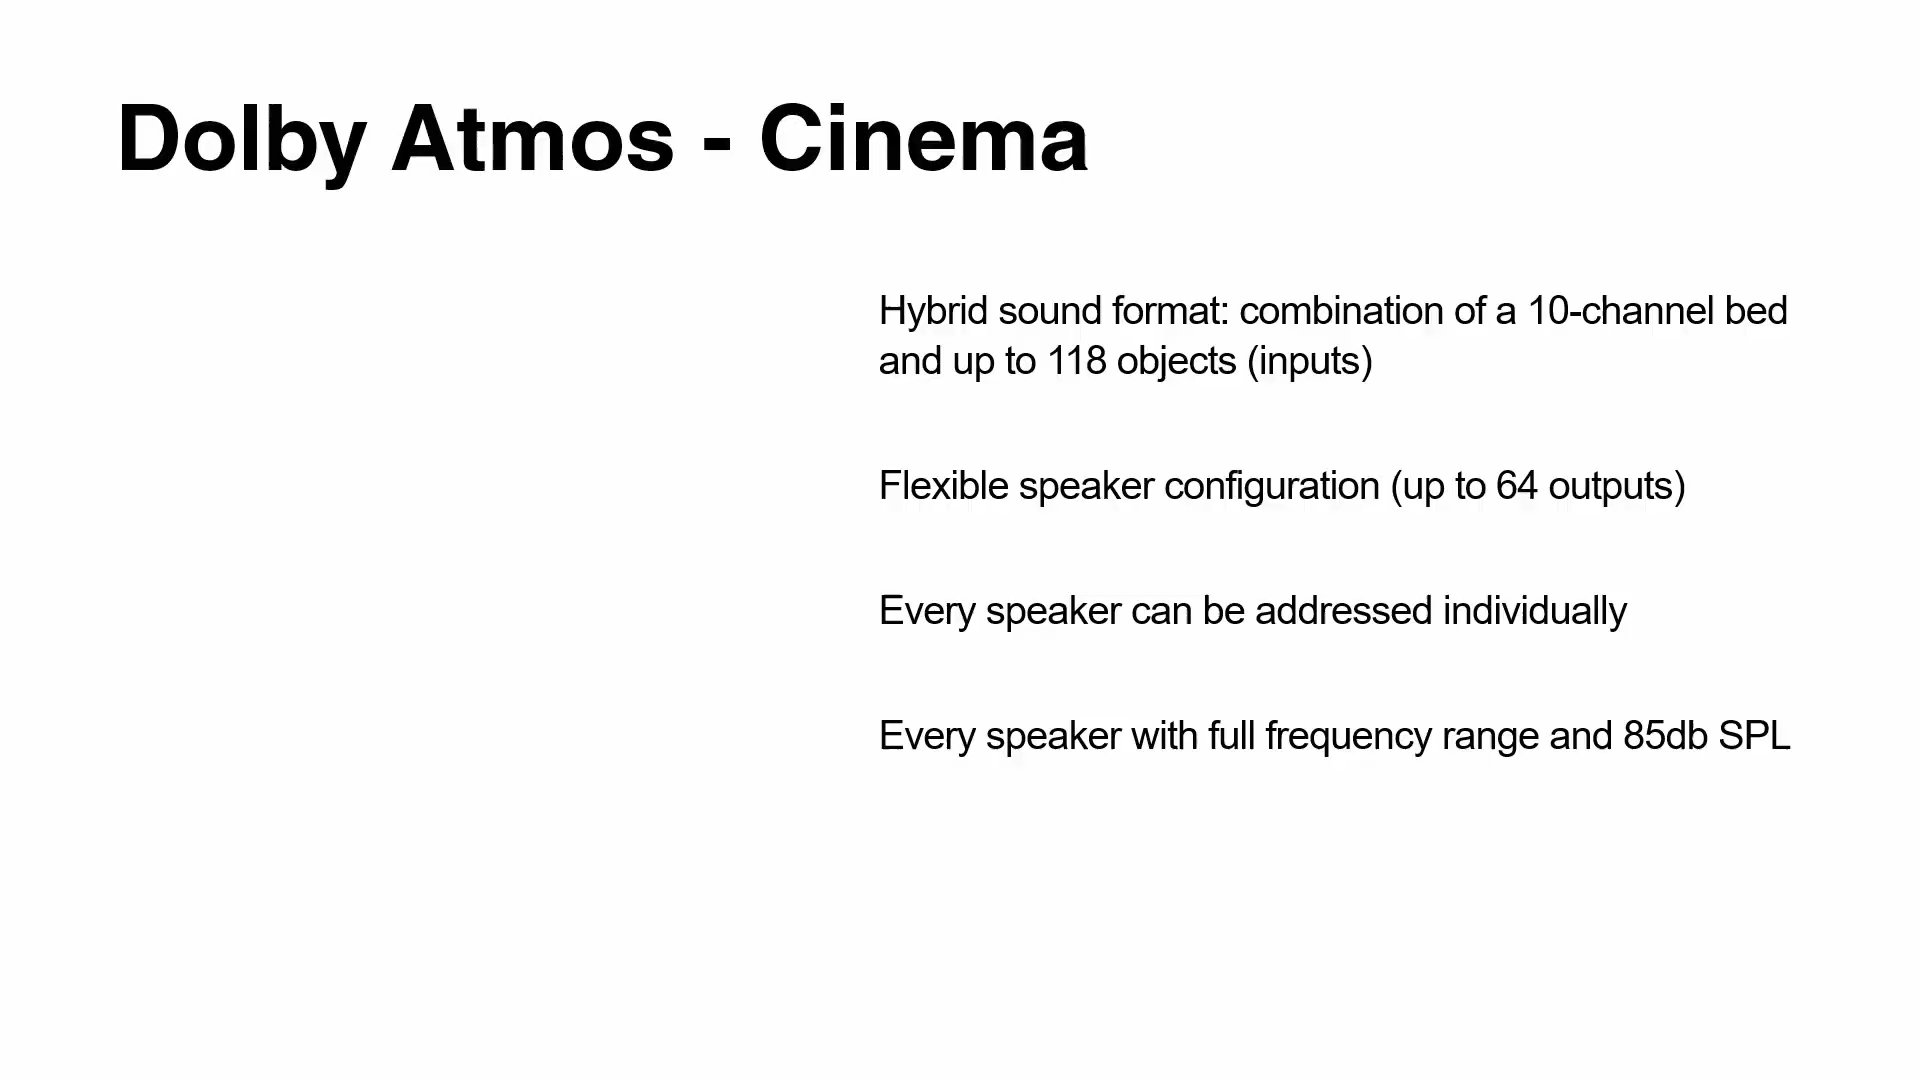 Dolby Atmos - Cinema
Hybrid sound format: combination of a 10-channel bed
and up to 118 objects (inputs)
Flexible speaker configuration (up to 64 outputs)
Every speaker can be addressed individually
Every speaker with full frequency range and 85db SPL